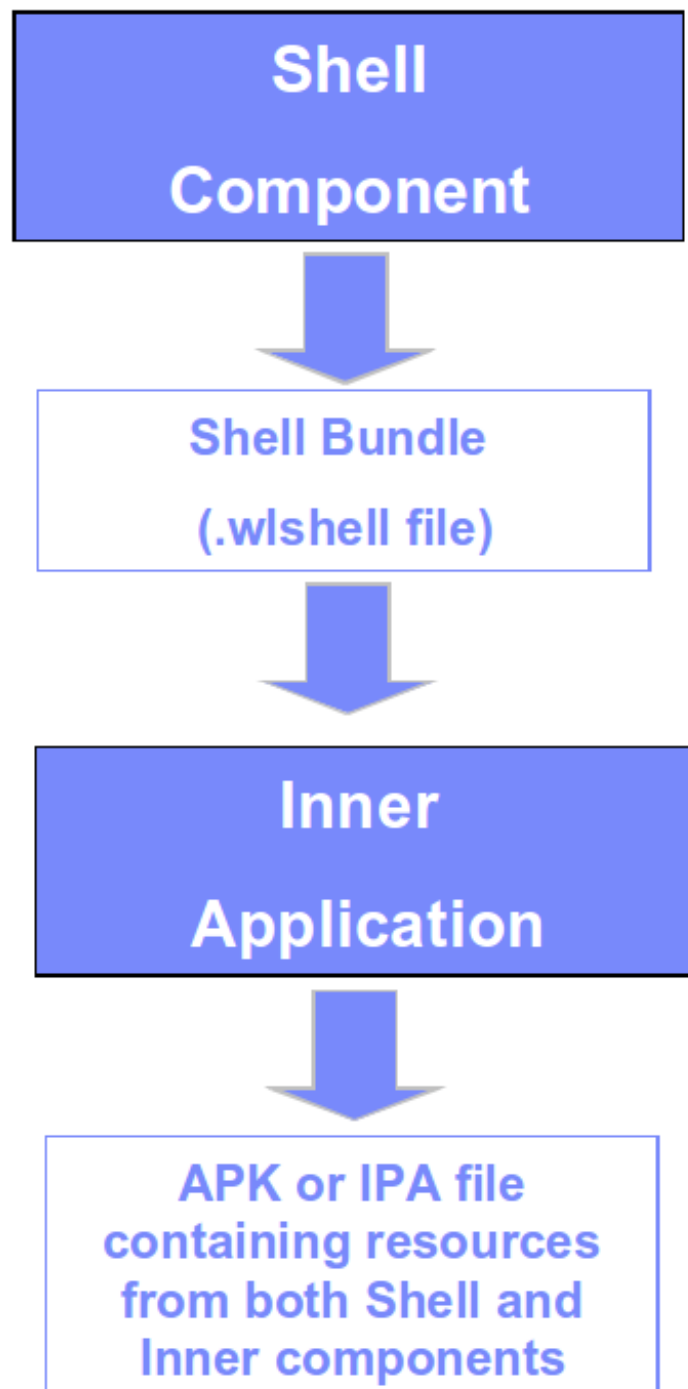 Shell
Component
Shell Bundle
(.wlshell file)
Inner
Application
APK or IPA file
containing resources
from both Shell and
Inner components